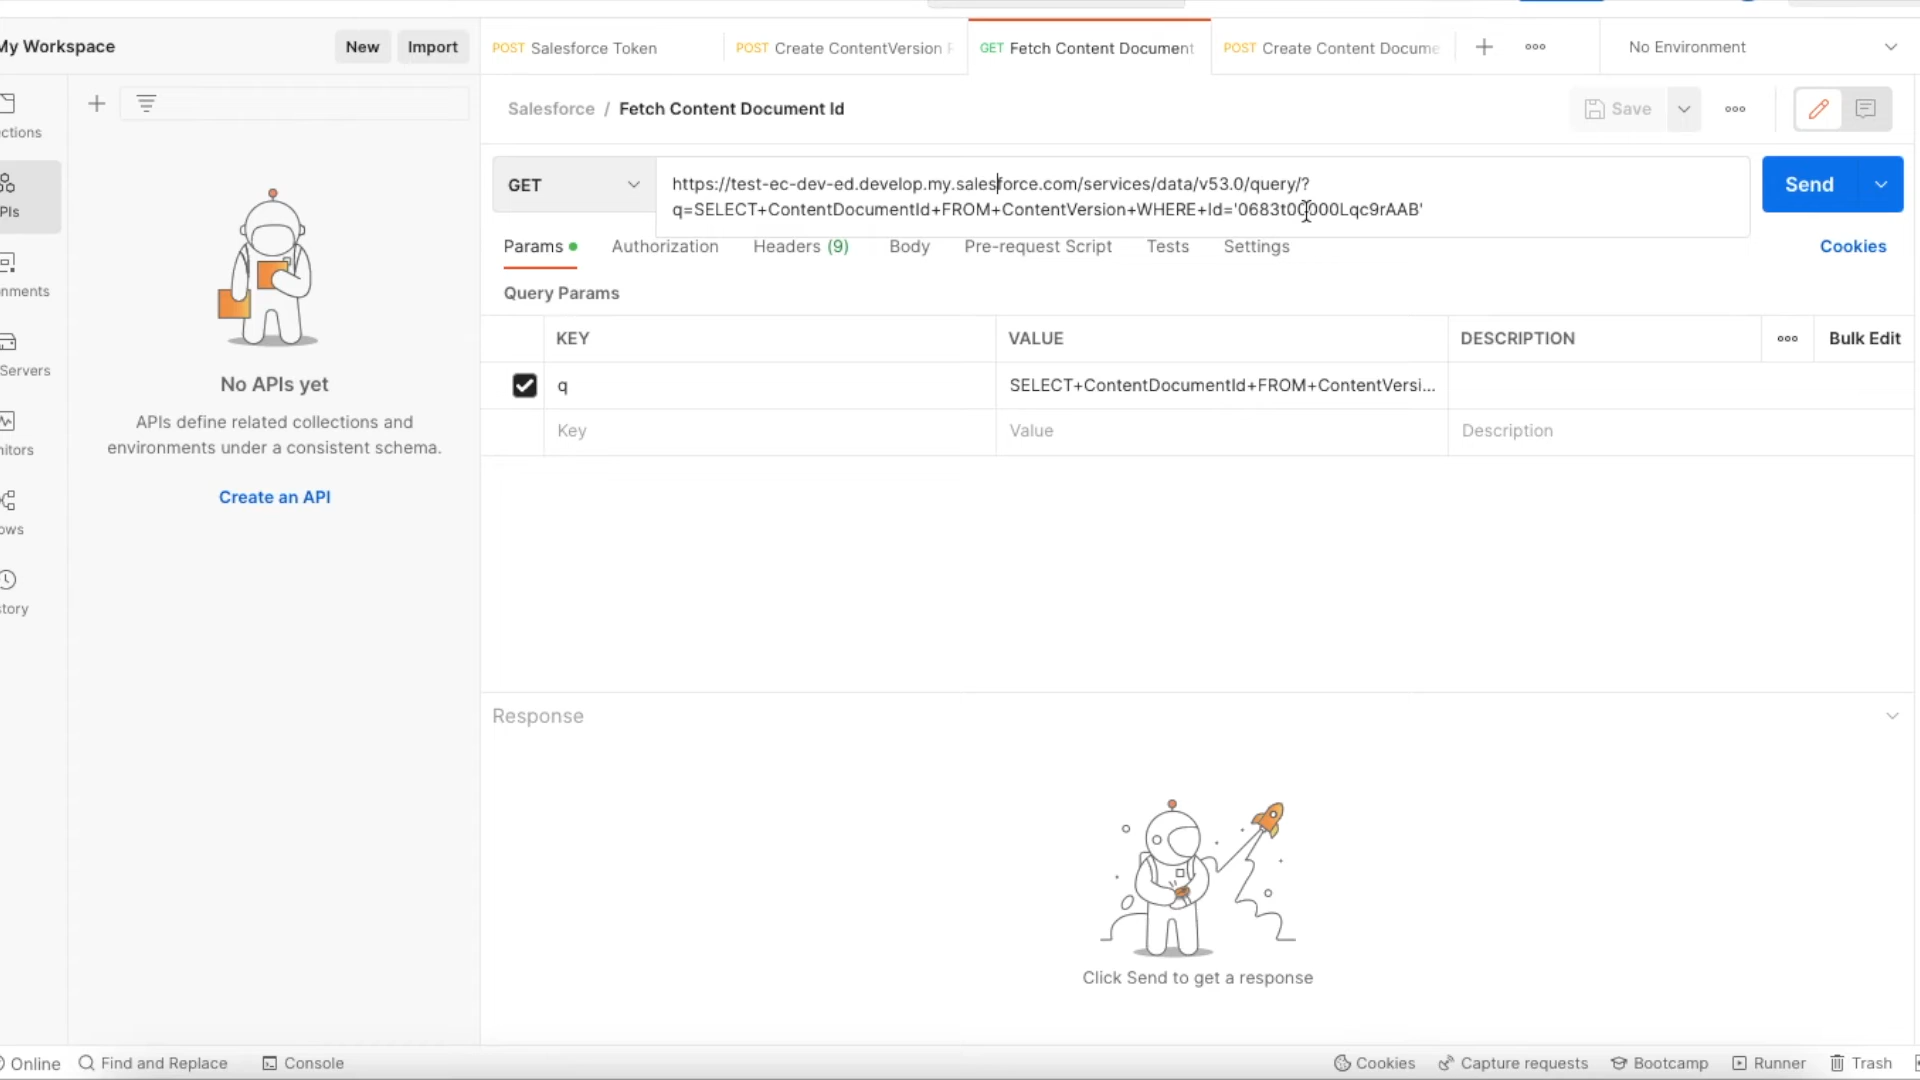 My Workspace
New
Import
POST Salesforce Token
POST Create ContentVersion
GET Fetch Content Document
POST Create Content Docume
No Environment
Salesforce / Fetch Content Document Id
Save
GET
https://test-ec-dev-ed.develop.my.salesforce.com/services/data/v53.0/query/?
q=SELECT+ContentDocumentId+FROM+ContentVersion+WHERE+Id='0683t00000Lqc9rAAB'
Send
Params
Authorization
Headers (9)
Body
Pre-request Script
Tests
Settings
Cookies
Query Params
KEY
VALUE
DESCRIPTION
Bulk Edit
q
SELECT+ContentDocumentId+FROM+ContentVersi...
Key
Value
Description
ctions
PIs
nments
Servers
nitors
ows
story
No APIs yet
APIs define related collections and
environments under a consistent schema.
Create an API
Response
Click Send to get a response
Online
Find and Replace
Console
Cookies
Capture requests
Bootcamp
Runner
Trash